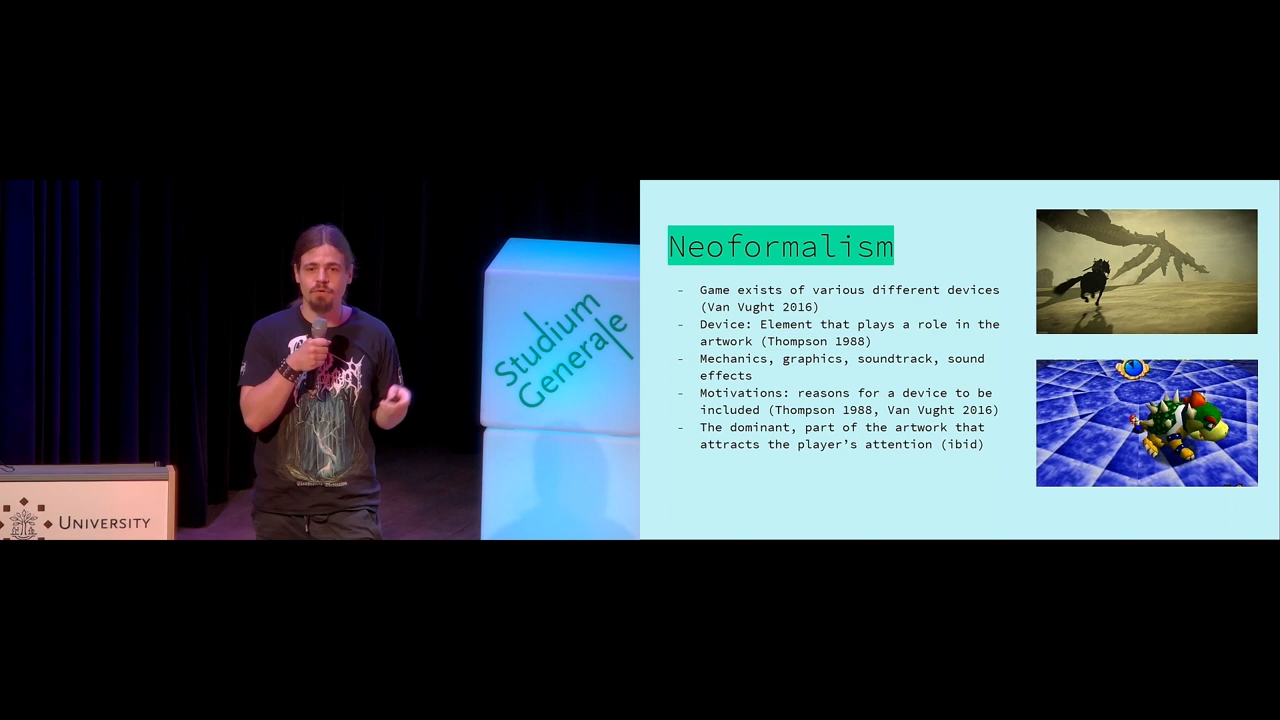 Studium
Generale
UNIVERSITY
Neoformalism
- Game exists of various different devices
(Van Vught 2016)
- Device: Element that plays a role in the
artwork (Thompson 1988)
- Mechanics, graphics, soundtrack, sound
effects
- Motivations: reasons for a device to be
included (Thompson 1988, Van Vught 2016)
- The dominant, part of the artwork that
attracts the player’s attention (ibid)